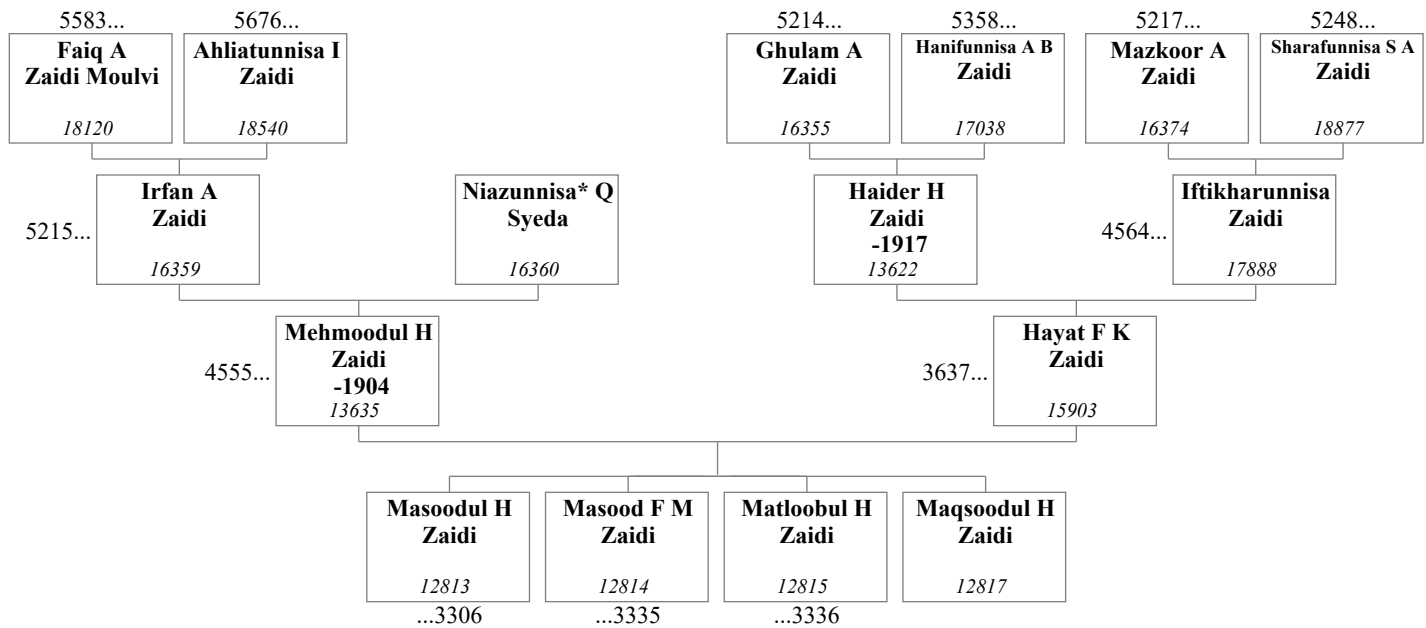 5583...
5676...
5214...
5358...
5217...
5248...
Faiq A
Zaidi Moulvi
18120
Ahliatunnisa I
Zaidi
18540
Ghulam A
Zaidi
16355
Hanifunnisa A B
Zaidi
17038
Mazkoor A
Zaidi
16374
Sharafunnisa S A
Zaidi
18877
5215...
Irfan A
Zaidi
16359
Niazunnisa* Q
Syeda
16360
Haider H
Zaidi
-1917
13622
4564...
Iftikharunnisa
Zaidi
17888
4555...
Mehmoodul H
Zaidi
-1904
13635
3637...
Hayat F K
Zaidi
15903
Masoodul H
Zaidi
12813
...3306
Masood F M
Zaidi
12814
...3335
Matloobul H
Zaidi
12815
...3336
Maqsoodul H
Zaidi
12817